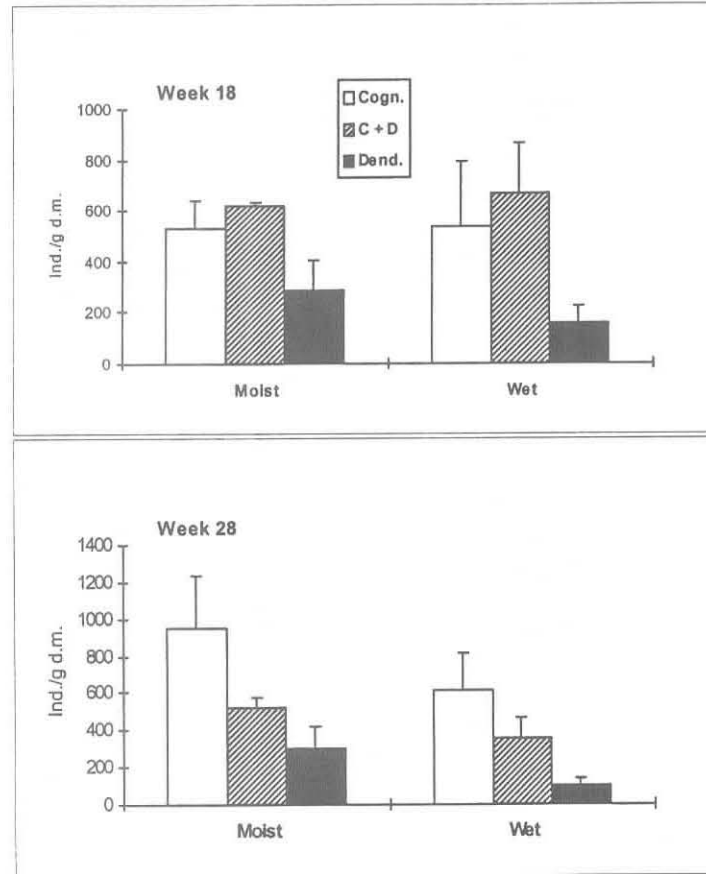 Week 18
Cogn.
C + D
Dend.
Ind./g d.m.
1000
800
600
400
200
0
Moist
Wet
Week 28
Ind./g d.m.
1400
1200
1000
800
600
400
200
0
Moist
Wet